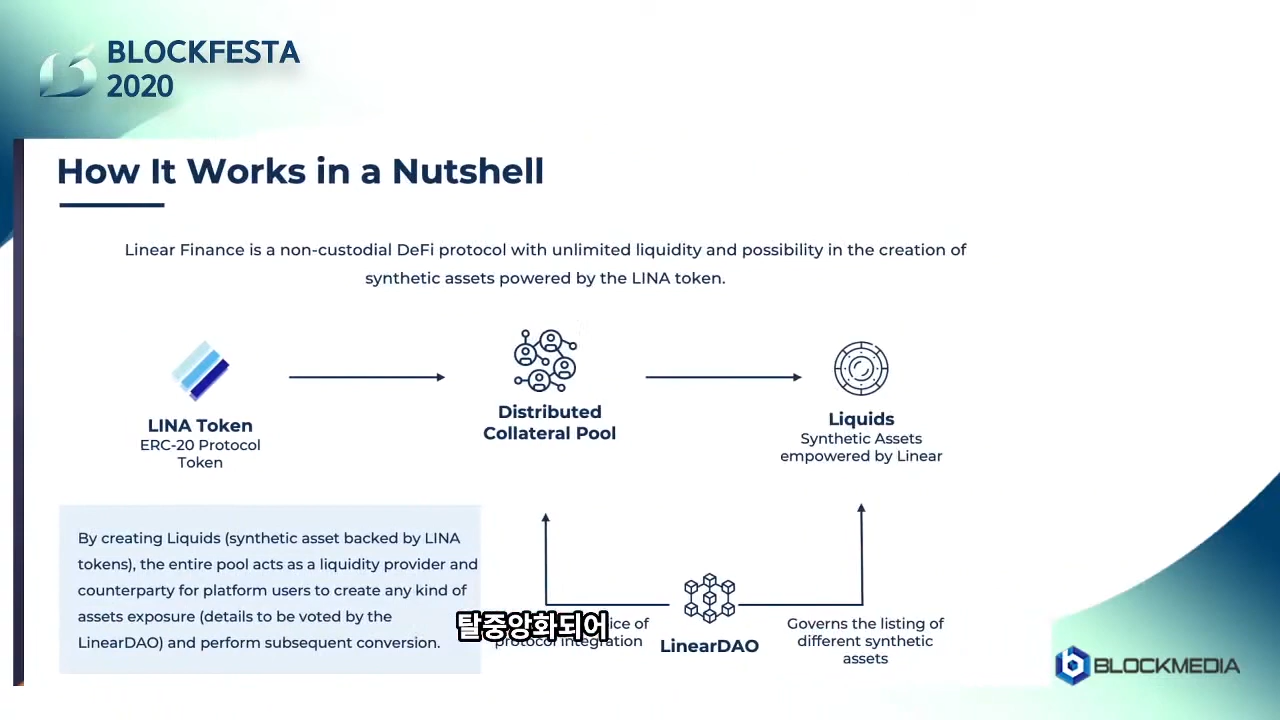 BLOCKFESTA
2020
How It Works in a Nutshell
Linear Finance is a non-custodial DeFi protocol with unlimited liquidity and possibility in the creation of
synthetic assets powered by the LINA token.
LINA Token
ERC-20 Protocol
Token
Distributed
Collateral Pool
Liquids
Synthetic Assets
empowered by Linear
By creating Liquids (synthetic asset backed by LINA
tokens), the entire pool acts as a liquidity provider and
counterparty for platform users to create any kind of
assets exposure (details to be voted by the
LinearDAO) and perform subsequent conversion.
of
protocol integration
LinearDAO
Governs the listing of
different synthetic
assets
탈중앙화되어
BLOCKMEDIA